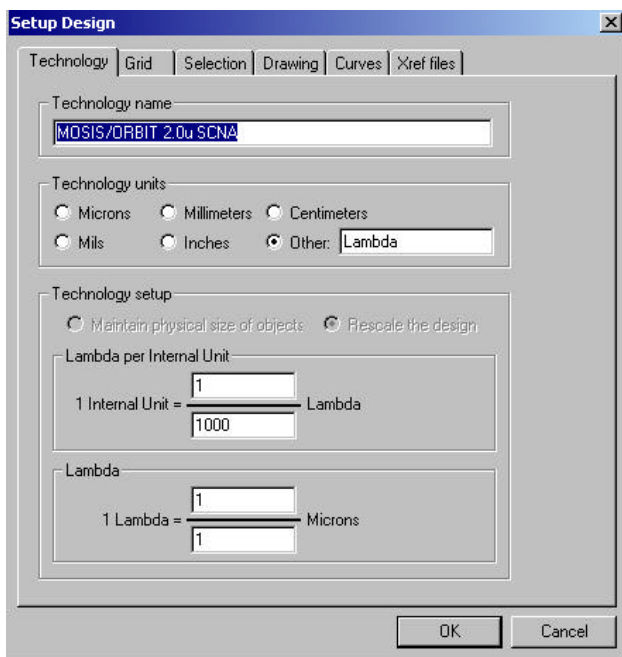 Setup Design
Technology Grid Selection Drawing Curves Xref files
Technology name
MOSIS/ORBIT 2.0u SCNA
Technology units
Microns Millimeters Centimeters
Mils Inches Other: Lambda
Technology setup
Maintain physical size of objects Rescale the design
Lambda per Internal Unit
1
1 Internal Unit = Lambda
1000
Lambda
1
1 Lambda = Microns
1
OK Cancel